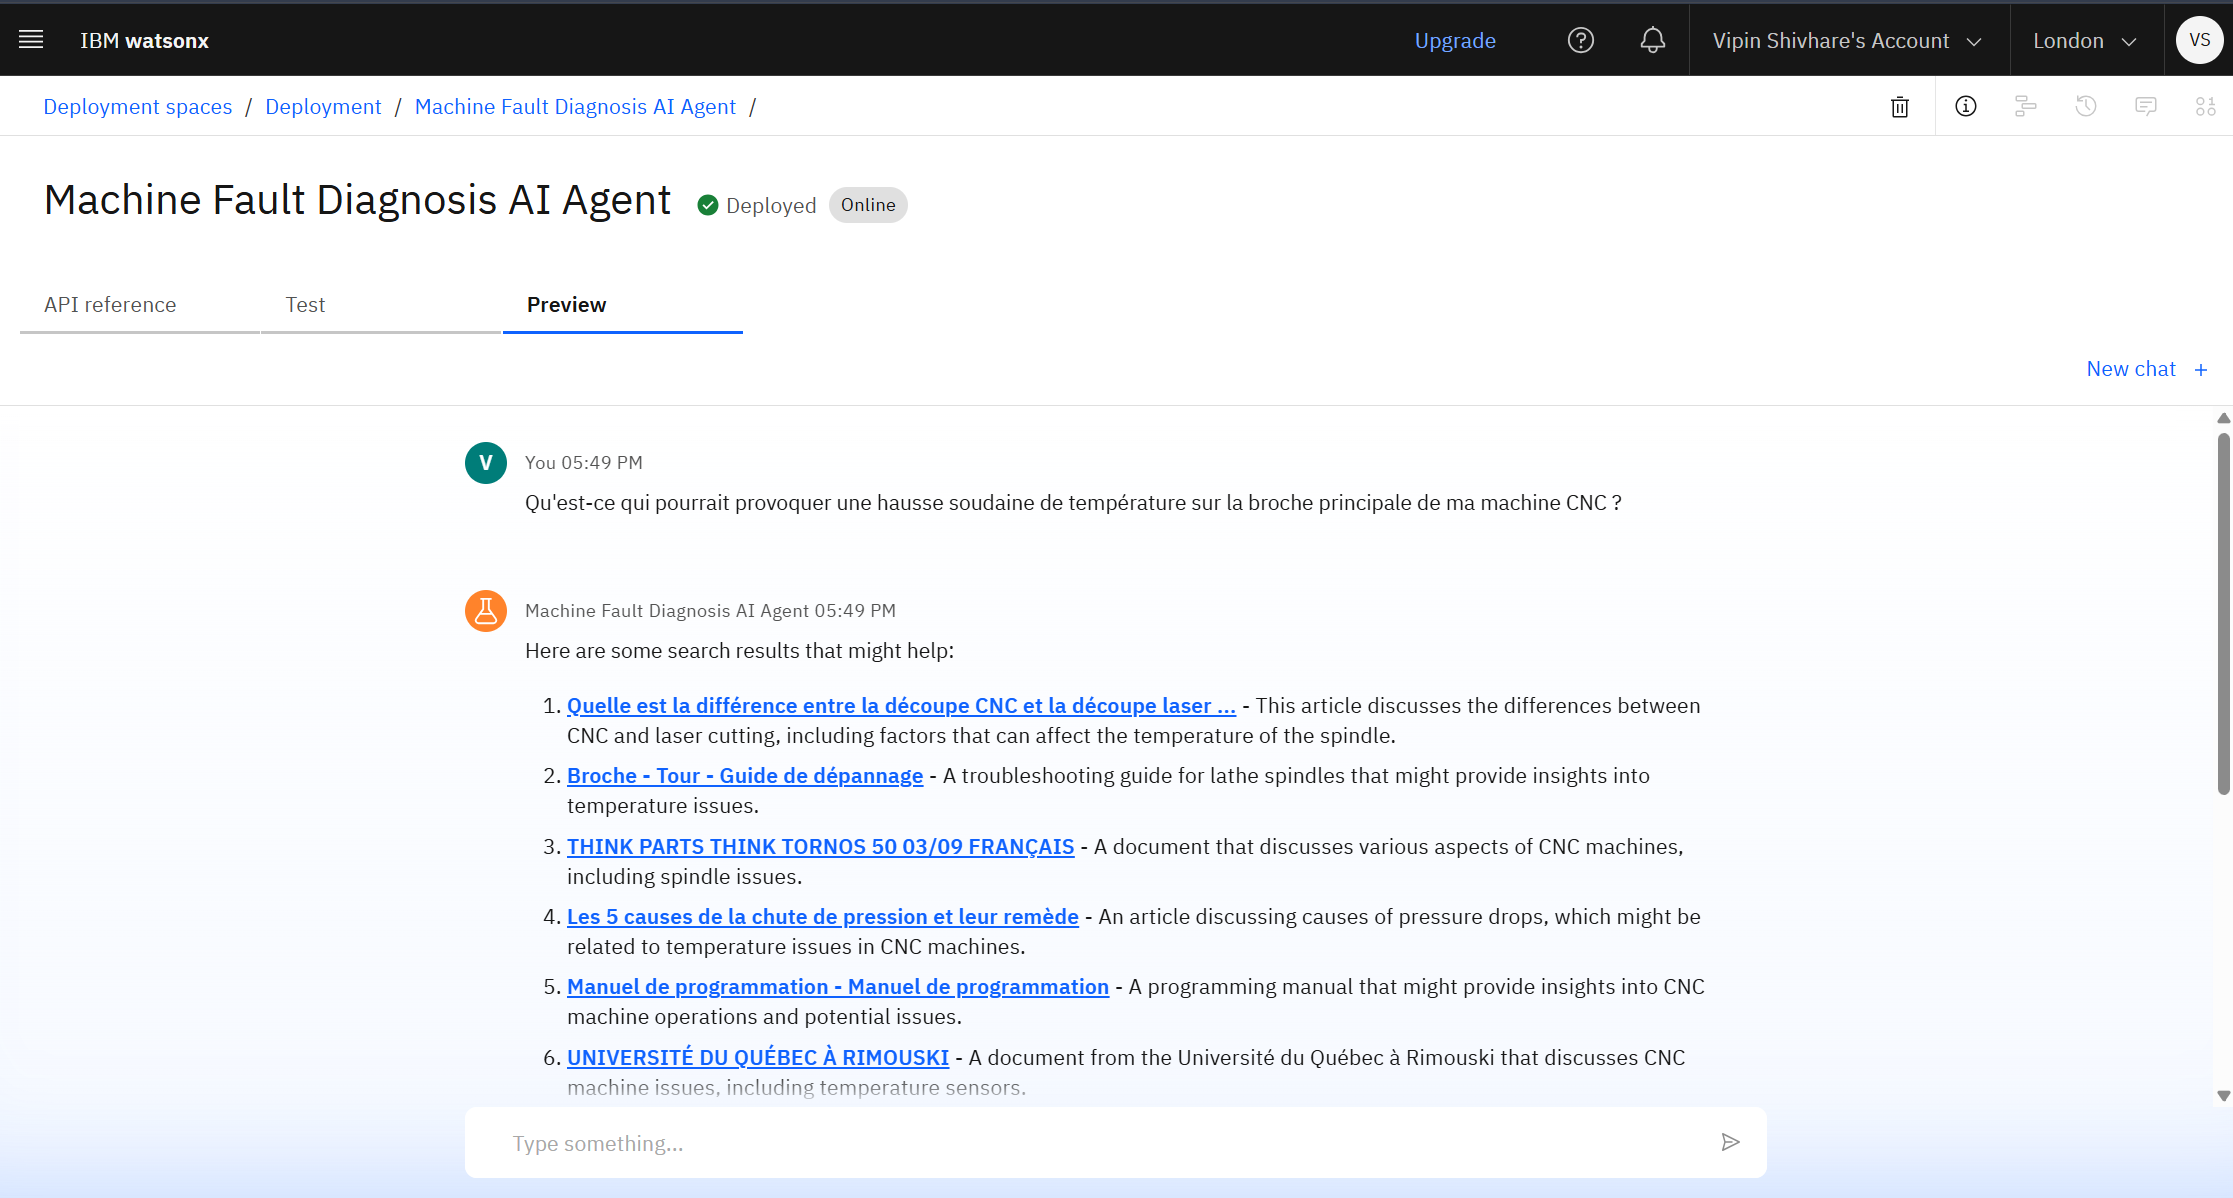 IBM watsonx
Upgrade
Vipin Shivhare's Account
London
VS
Deployment spaces / Deployment / Machine Fault Diagnosis AI Agent /
Machine Fault Diagnosis AI Agent
Deployed
Online
API reference
Test
Preview
New chat +
V
You 05:49 PM
Qu'est-ce qui pourrait provoquer une hausse soudaine de température sur la broche principale de ma machine CNC ?
Machine Fault Diagnosis AI Agent 05:49 PM
Here are some search results that might help:
1. Quelle est la différence entre la découpe CNC et la découpe laser ... - This article discusses the differences between
CNC and laser cutting, including factors that can affect the temperature of the spindle.
2. Broche - Tour - Guide de dépannage - A troubleshooting guide for lathe spindles that might provide insights into
temperature issues.
3. THINK PARTS THINK TORNOS 50 03/09 FRANÇAIS - A document that discusses various aspects of CNC machines,
including spindle issues.
4. Les 5 causes de la chute de pression et leur remède - An article discussing causes of pressure drops, which might be
related to temperature issues in CNC machines.
5. Manuel de programmation - Manuel de programmation - A programming manual that might provide insights into CNC
machine operations and potential issues.
6. UNIVERSITÉ DU QUÉBEC À RIMOUSKI - A document from the Université du Québec à Rimouski that discusses CNC
machine issues, including temperature sensors.
Type something...